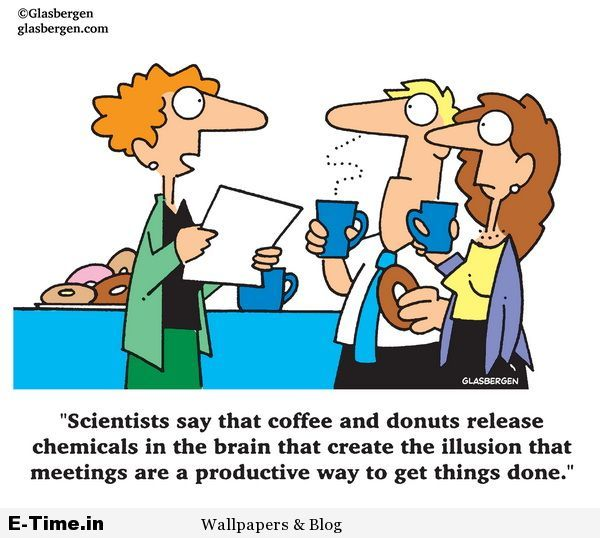 ©Glasbergen
glasbergen.com
GLASBERGEN
"Scientists say that coffee and donuts release
chemicals in the brain that create the illusion that
meetings are a productive way to get things done."
E-Time.in
Wallpapers & Blog